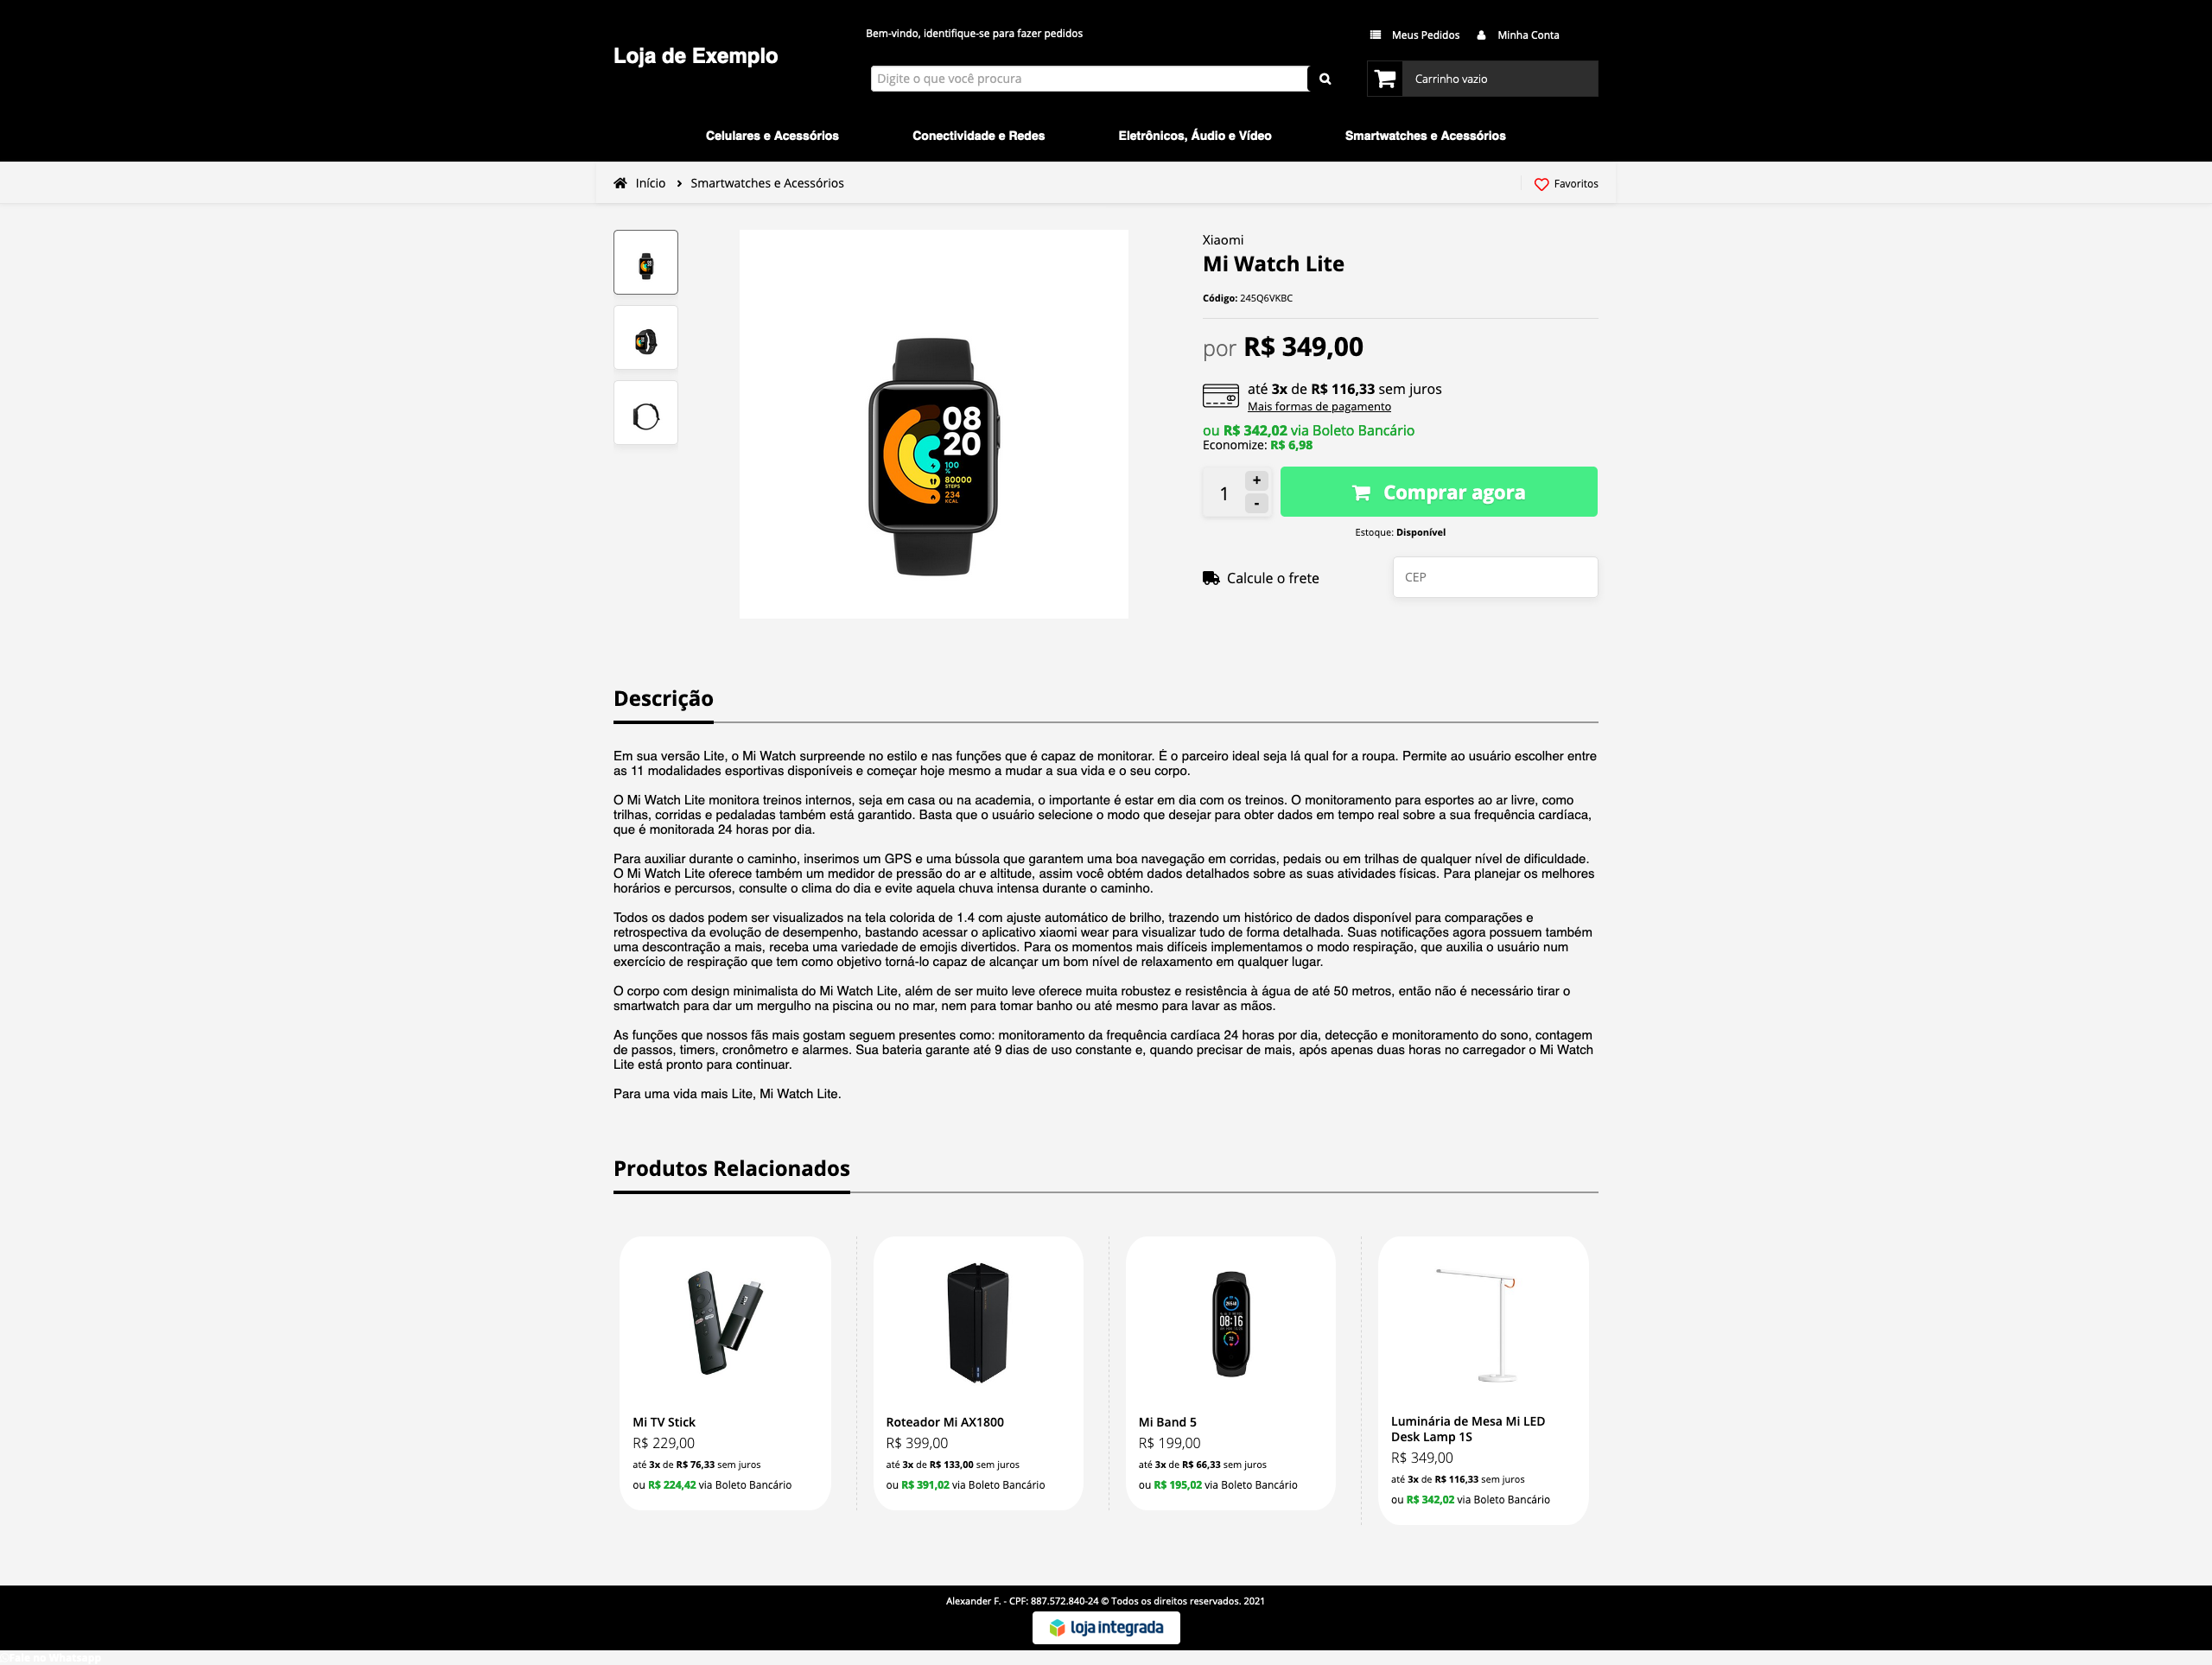 Bem-vindo, identifique-se para fazer pedidos
Meus Pedidos
Minha Conta
Loja de Exemplo
Digite o que você procura
Carrinho vazio
Celulares e Acessórios
Conectividade e Redes
Eletrônicos, Áudio e Vídeo
Smartwatches e Acessórios
Início
Smartwatches e Acessórios
Favoritos
08
20
100
%
80000
STEPS
234
KCAL
Xiaomi
Mi Watch Lite
Código: 245Q6VKBC
por R$ 349,00
até 3x de R$ 116,33 sem juros
Mais formas de pagamento
ou R$ 342,02 via Boleto Bancário
Economize: R$ 6,98
1
+
-
Comprar agora
Estoque: Disponível
Calcule o frete
CEP
Descrição
Em sua versão Lite, o Mi Watch surpreende no estilo e nas funções que é capaz de monitorar. É o parceiro ideal seja lá qual for a roupa. Permite ao usuário escolher entre
as 11 modalidades esportivas disponíveis e começar hoje mesmo a mudar a sua vida e o seu corpo.
O Mi Watch Lite monitora treinos internos, seja em casa ou na academia, o importante é estar em dia com os treinos. O monitoramento para esportes ao ar livre, como
trilhas, corridas e pedaladas também está garantido. Basta que o usuário selecione o modo que desejar para obter dados em tempo real sobre a sua frequência cardíaca,
que é monitorada 24 horas por dia.
Para auxiliar durante o caminho, inserimos um GPS e uma bússola que garantem uma boa navegação em corridas, pedais ou em trilhas de qualquer nível de dificuldade.
O Mi Watch Lite oferece também um medidor de pressão do ar e altitude, assim você obtém dados detalhados sobre as suas atividades físicas. Para planejar os melhores
horários e percursos, consulte o clima do dia e evite aquela chuva intensa durante o caminho.
Todos os dados podem ser visualizados na tela colorida de 1.4 com ajuste automático de brilho, trazendo um histórico de dados disponível para comparações e
retrospectiva da evolução de desempenho, bastando acessar o aplicativo xiaomi wear para visualizar tudo de forma detalhada. Suas notificações agora possuem também
uma descontração a mais, receba uma variedade de emojis divertidos. Para os momentos mais difíceis implementamos o modo respiração, que auxilia o usuário num
exercício de respiração que tem como objetivo torná-lo capaz de alcançar um bom nível de relaxamento em qualquer lugar.
O corpo com design minimalista do Mi Watch Lite, além de ser muito leve oferece muita robustez e resistência à água de até 50 metros, então não é necessário tirar o
smartwatch para dar um mergulho na piscina ou no mar, nem para tomar banho ou até mesmo para lavar as mãos.
As funções que nossos fãs mais gostam seguem presentes como: monitoramento da frequência cardíaca 24 horas por dia, detecção e monitoramento do sono, contagem
de passos, timers, cronômetro e alarmes. Sua bateria garante até 9 dias de uso constante e, quando precisar de mais, após apenas duas horas no carregador o Mi Watch
Lite está pronto para continuar.
Para uma vida mais Lite, Mi Watch Lite.
Produtos Relacionados
Mi TV Stick
R$ 229,00
até 3x de R$ 76,33 sem juros
ou R$ 224,42 via Boleto Bancário
Roteador Mi AX1800
R$ 399,00
até 3x de R$ 133,00 sem juros
ou R$ 391,02 via Boleto Bancário
08:16
Mi Band 5
R$ 199,00
até 3x de R$ 66,33 sem juros
ou R$ 195,02 via Boleto Bancário
Luminária de Mesa Mi LED
Desk Lamp 1S
R$ 349,00
até 3x de R$ 116,33 sem juros
ou R$ 342,02 via Boleto Bancário
Alexander F. - CPF: 887.572.840-24 © Todos os direitos reservados. 2021
loja integrada
Fale no Whatsapp